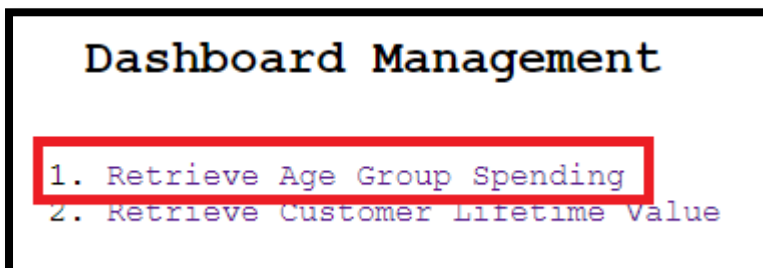 Dashboard Management
1. Retrieve Age Group Spending
2. Retrieve Customer Lifetime Value